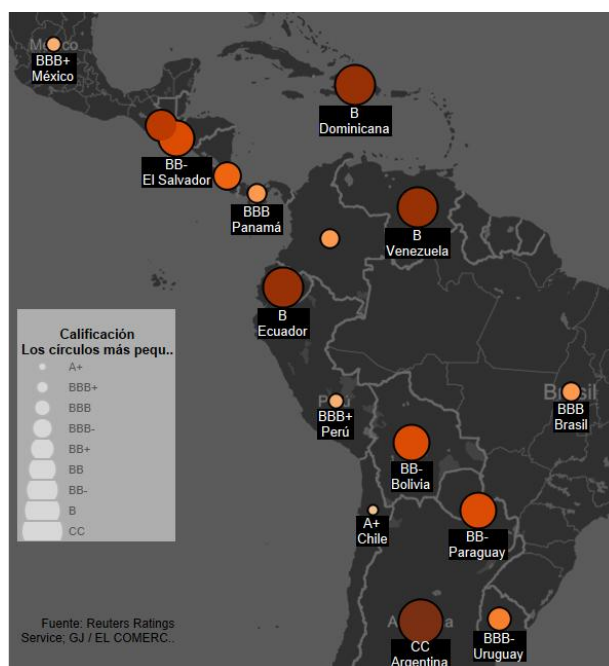 México
BBB+
México
B
Dominicana
BB-
El Salvador
BBB
Panamá
B
Venezuela
B
Ecuador
Calificación
Los círculos más pequ..
A+
BBB+
BBB
BBB-
BB+
BB
BB-
B
CC
BBB+
Perú
Brasil
BBB
Brasil
BB-
Bolivia
A+
Chile
BB-
Paraguay
Fuente: Reuters Ratings
Service; GJ / EL COMERC..
CC
Argentina
BBB-
Uruguay